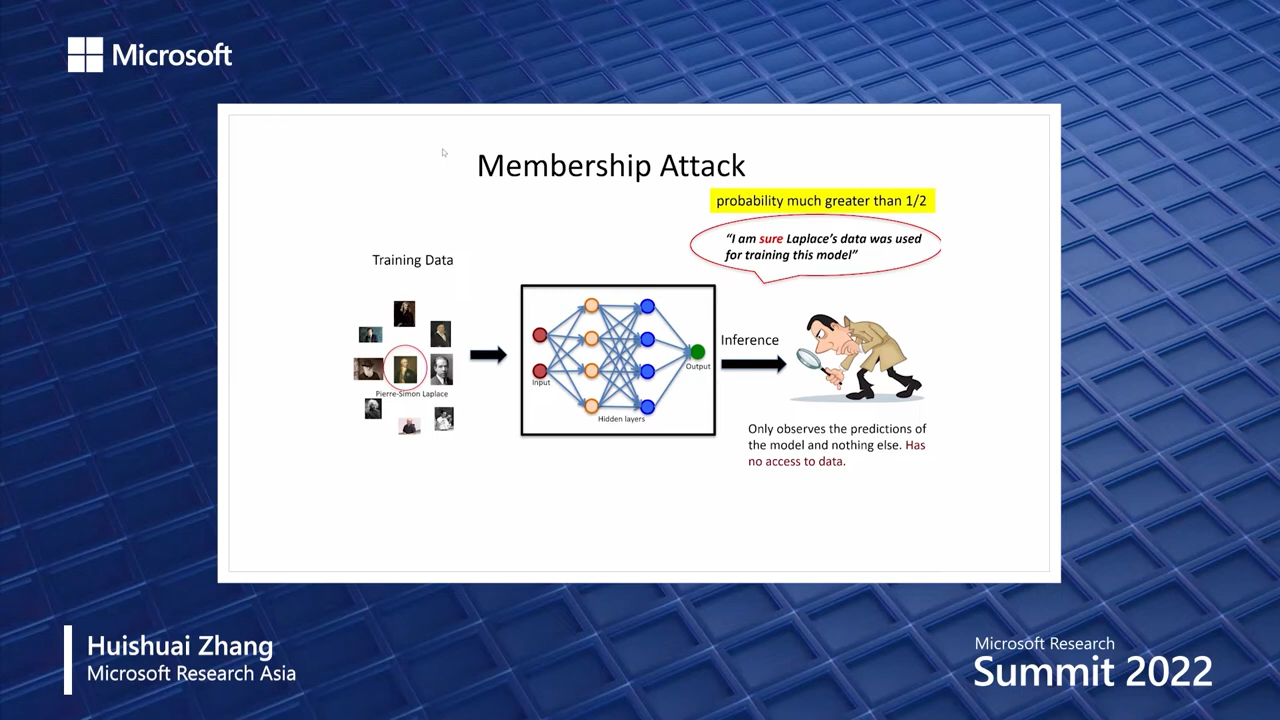 Microsoft
Membership Attack
probability much greater than 1/2
“I am sure Laplace’s data was used
for training this model”
Training Data
Pierre-Simon Laplace
Input
Hidden layers
Output
Inference
Only observes the predictions of
the model and nothing else. Has
no access to data.
Huishuai Zhang
Microsoft Research Asia
Microsoft Research
Summit 2022